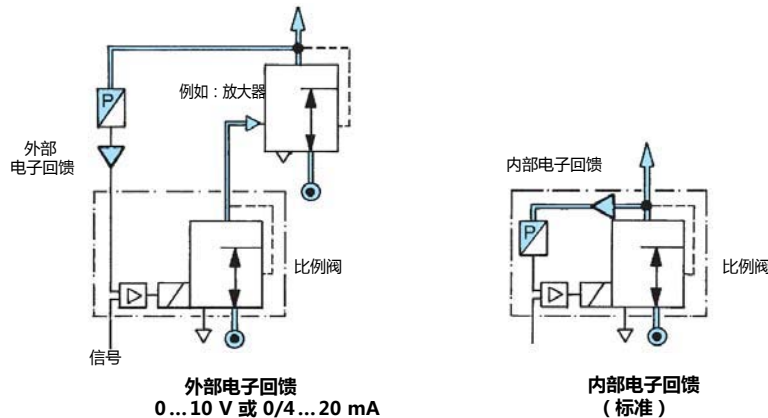 P
例如：放大器
外部
电子回馈
比例阀
信号
外部电子回馈
0...10 V 或 0/4...20 mA
内部电子回馈
P
比例阀
内部电子回馈
(标准)